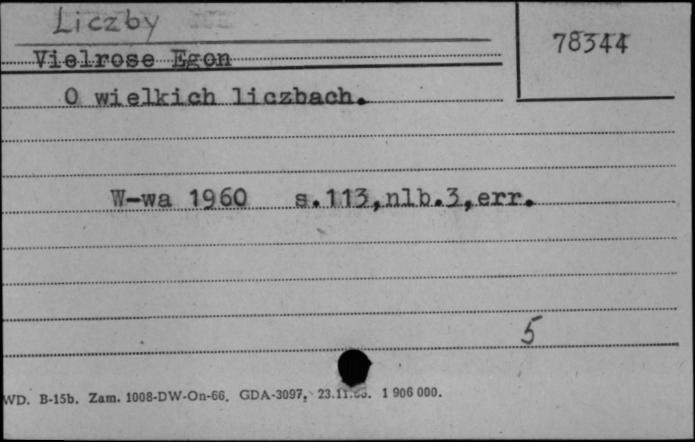 Liczby
78344
Vielrose Egon
O wielkich liczbach.
W-wa 1960 s.113,nlb.3,err.
5
WD. B-15b. Zam. 1008-DW-On-66. GDA-3097, 1 906 000.